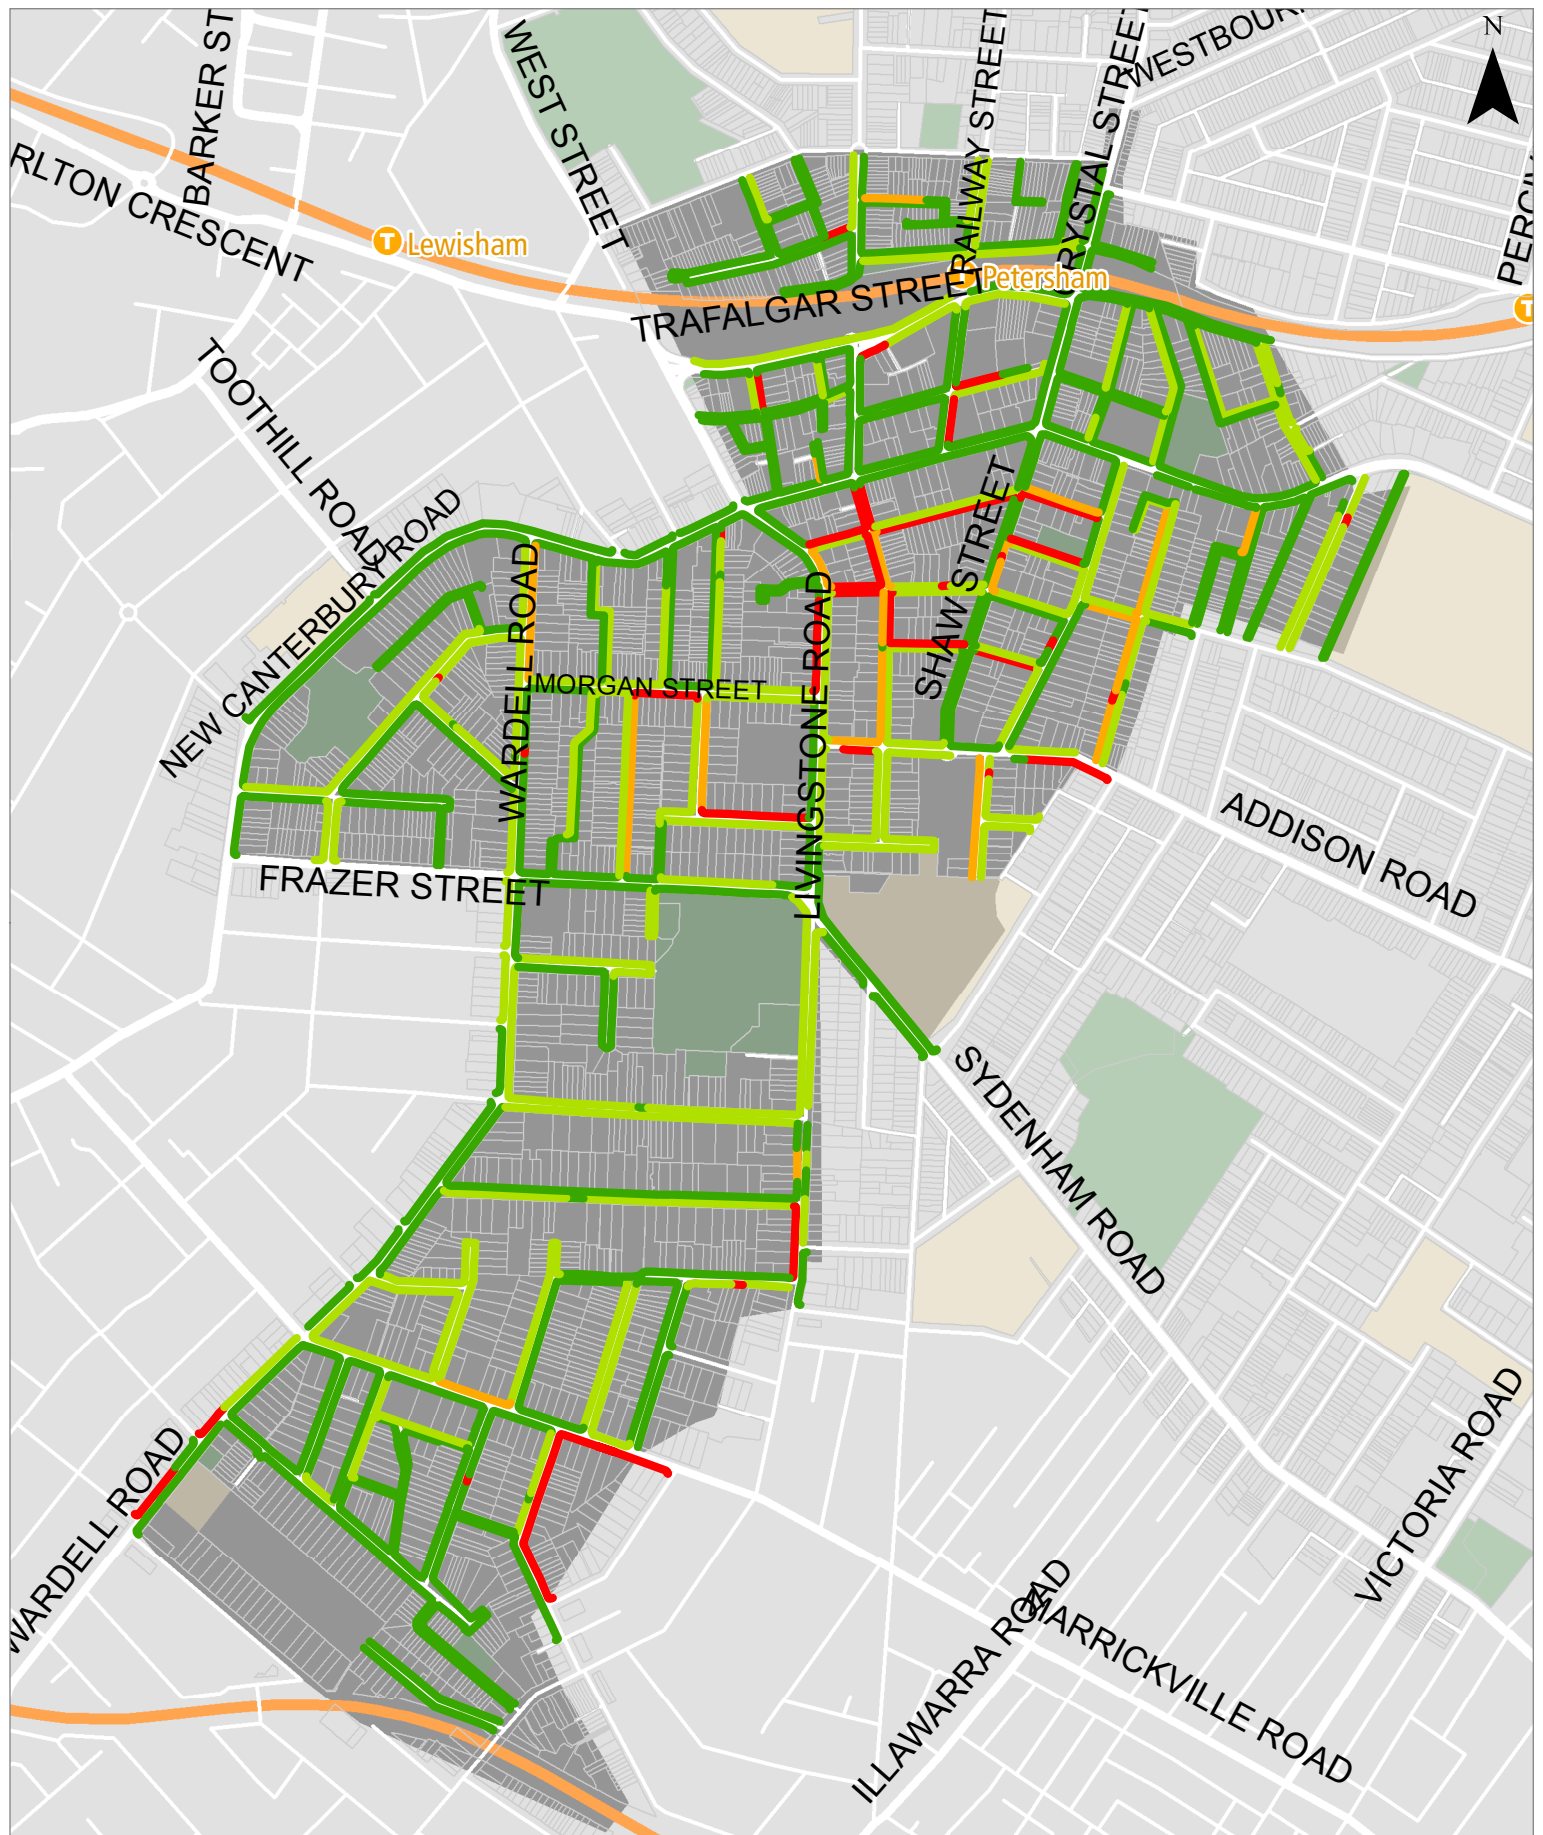 BARKER ST
WEST STREET
RAILWAY STREET
CRYSTAL STREET
WESTBOUR
N
RLTON CRESCENT
T Lewisham
PERCIV
Petersham
T
TRAFALGAR STREET
TOOTHILL ROAD
NEW CANTERBURY ROAD
WARDELL ROAD
SHAW STREET
LIVINGSTONE ROAD
MORGAN STREET
ADDISON ROAD
FRAZER STREET
SYDENHAM ROAD
VICTORIA ROAD
WARDELL ROAD
ILLAWARRA ROAD
MARRICKVILLE ROAD